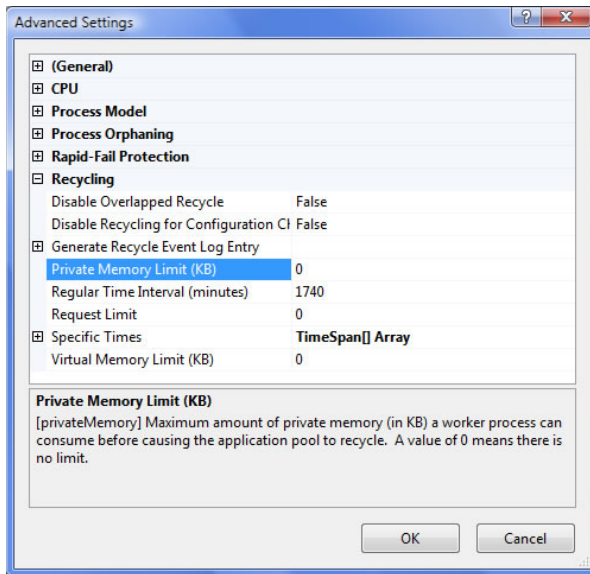 Advanced Settings
(General)
CPU
Process Model
Process Orphaning
Rapid-Fail Protection
Recycling
Disable Overlapped Recycle False
Disable Recycling for Configuration Cl False
Generate Recycle Event Log Entry
Private Memory Limit (KB) 0
Regular Time Interval (minutes) 1740
Request Limit 0
Specific Times TimeSpan[] Array
Virtual Memory Limit (KB) 0
Private Memory Limit (KB)
[privateMemory] Maximum amount of private memory (in KB) a worker process can
consume before causing the application pool to recycle. A value of 0 means there is
no limit.
OK Cancel